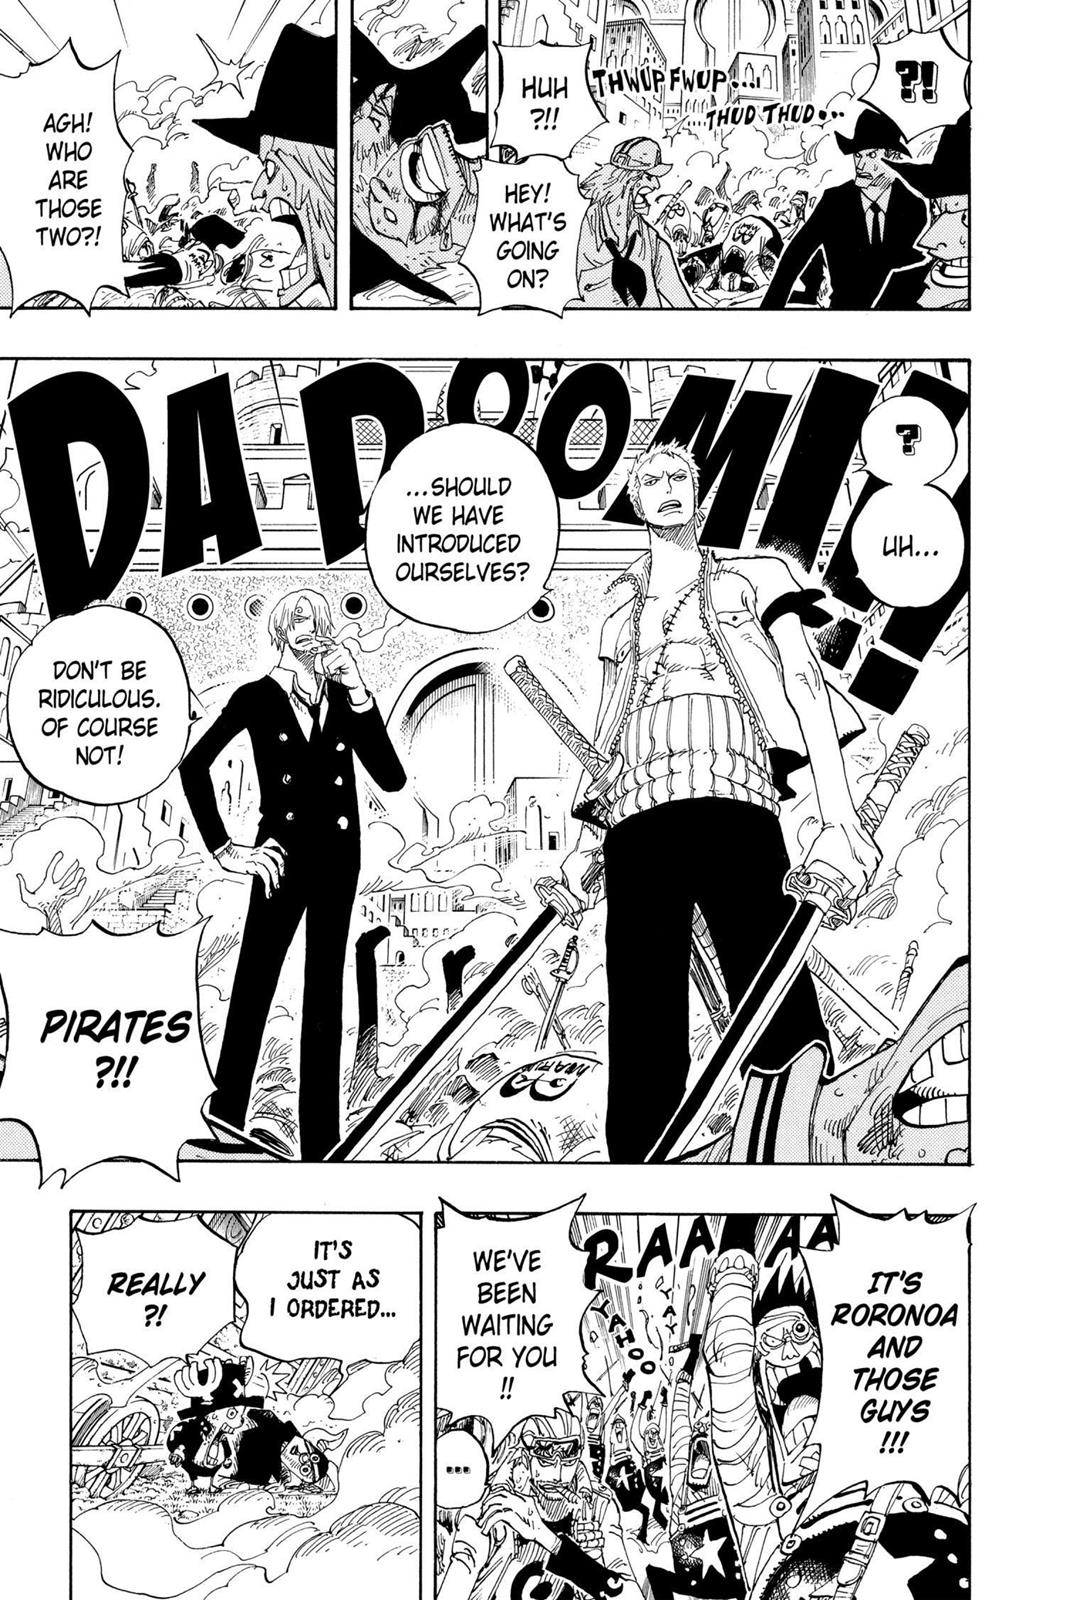 ?!
THWUP FWUP...
THUD THUD...
HUH
?!!
HEY!
WHAT'S
GOING
ON?
AGH!
WHO
ARE
THOSE
TWO?!
DADOOM!!
?
UH...
...SHOULD
WE HAVE
INTRODUCED
OURSELVES?
DON'T BE
RIDICULOUS.
OF COURSE
NOT!
PIRATES
?!!
IT'S
RORONOA
AND
THOSE
GUYS
!!!
RAAAAA
YAY
YAHOO!
WE'VE
BEEN
WAITING
FOR YOU
!!
...
IT'S
JUST AS
I ORDERED...
REALLY
?!